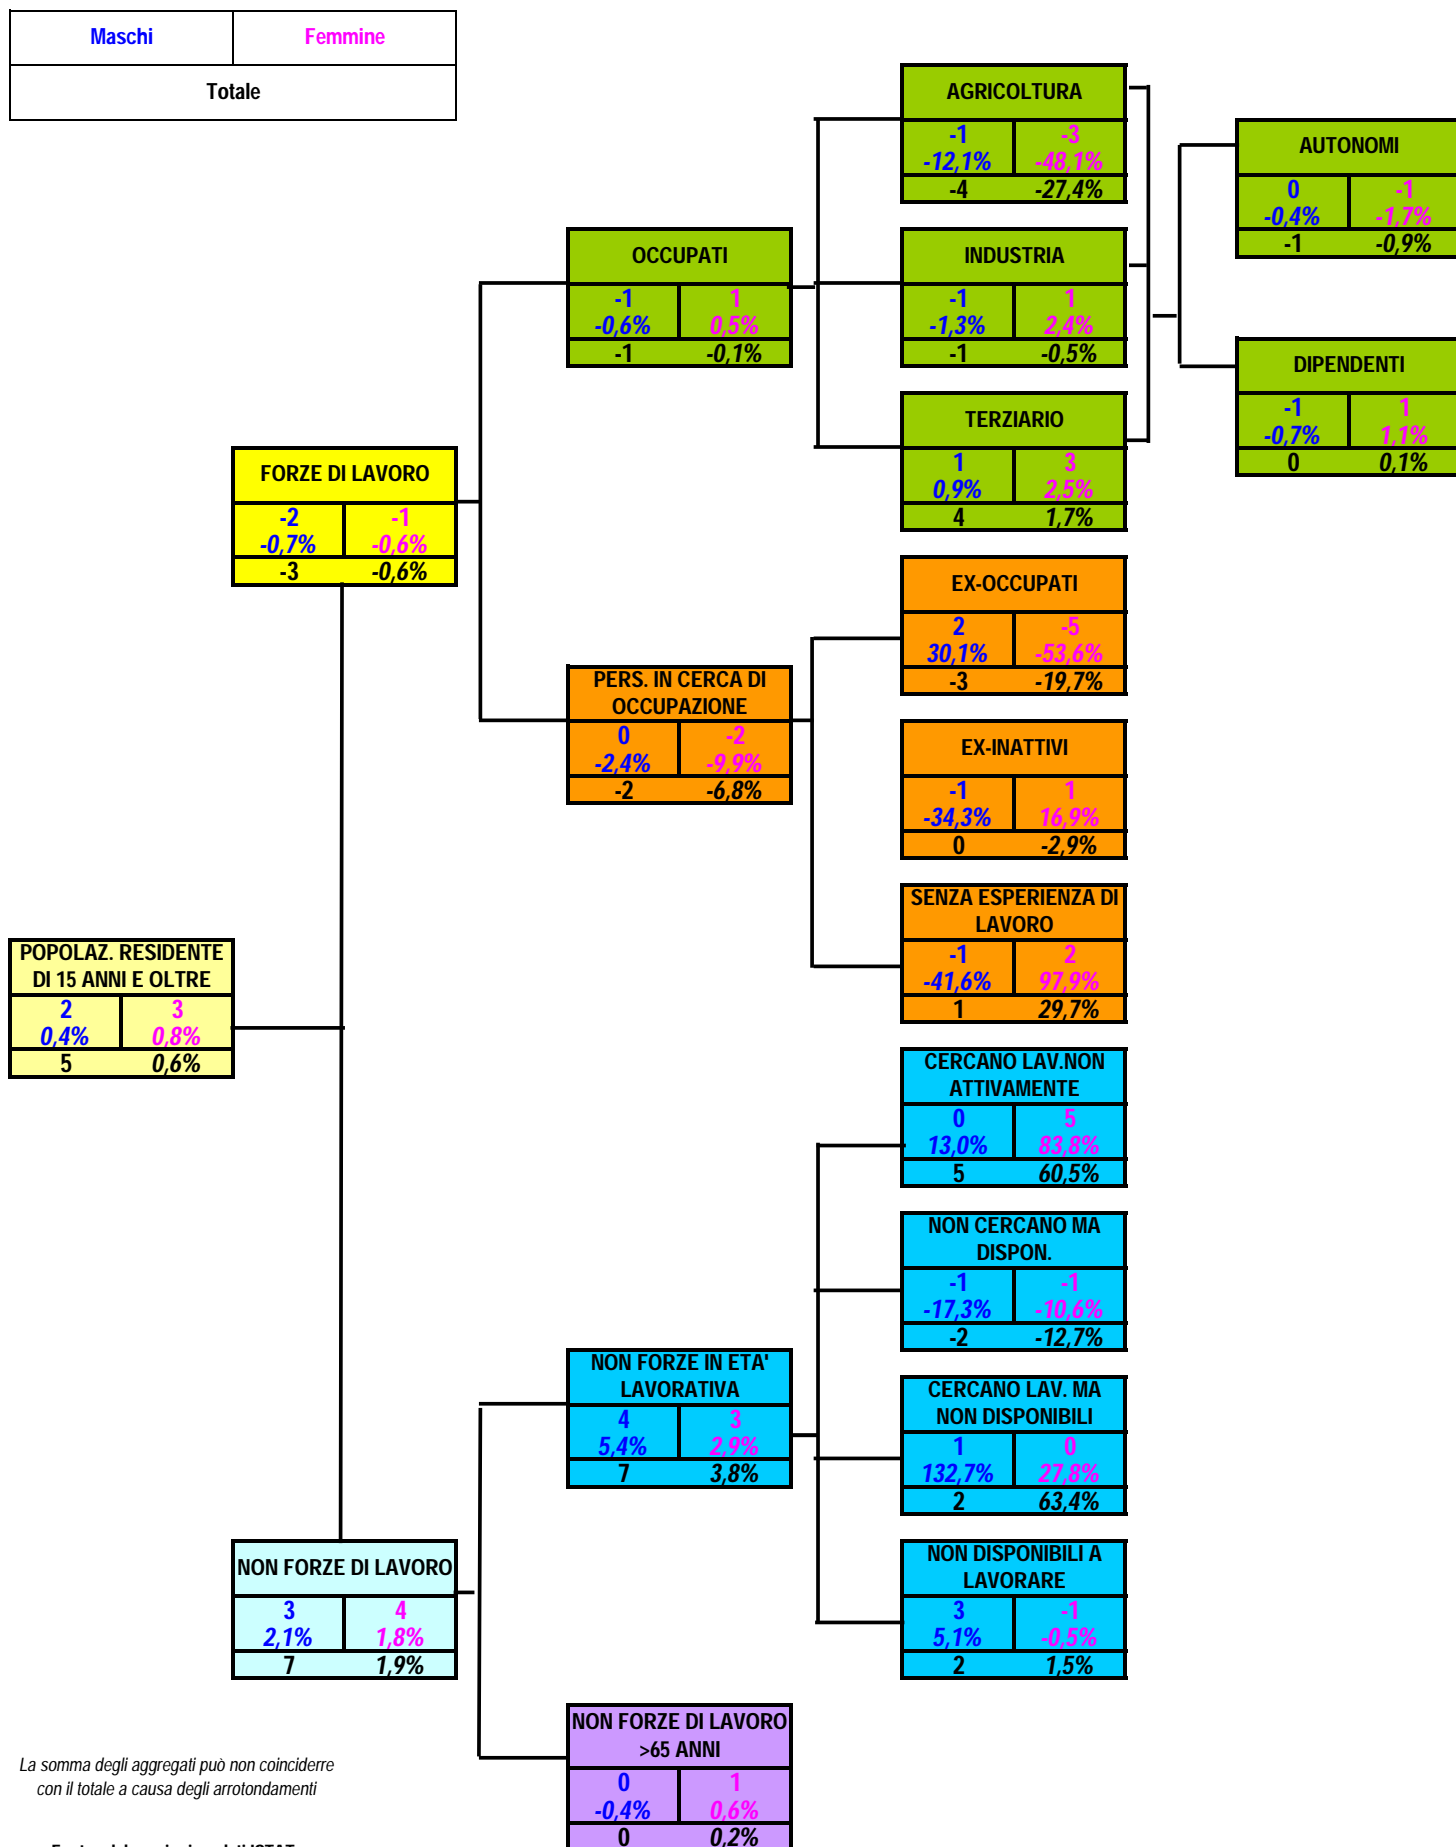 Maschi Femmine
Totale
AGRICOLTURA
-1 -3
-12,1% -48,1%
-4 -27,4%
AUTONOMI
0 -1
-0,4% -1,7%
-1 -0,9%
OCCUPATI
-1 1
-0,6% 0,5%
-1 -0,1%
INDUSTRIA
-1 1
-1,3% 2,4%
-1 -0,5%
DIPENDENTI
-1 1
-0,7% 1,1%
0 0,1%
TERZIARIO
1 3
0,9% 2,5%
4 1,7%
FORZE DI LAVORO
-2 -1
-0,7% -0,6%
-3 -0,6%
EX-OCCUPATI
2 -5
30,1% -53,6%
-3 -19,7%
PERS. IN CERCA DI
OCCUPAZIONE
0 -2
-2,4% -9,9%
-2 -6,8%
EX-INATTIVI
-1 1
-34,3% 16,9%
0 -2,9%
SENZA ESPERIENZA DI
LAVORO
-1 2
-41,6% 97,9%
1 29,7%
POPOLAZ. RESIDENTE
DI 15 ANNI E OLTRE
2 3
0,4% 0,8%
5 0,6%
CERCANO LAV.NON
ATTIVAMENTE
0 5
13,0% 83,8%
5 60,5%
NON CERCANO MA
DISPON.
-1 -1
-17,3% -10,6%
-2 -12,7%
NON FORZE IN ETA'
LAVORATIVA
4 3
5,4% 2,9%
7 3,8%
CERCANO LAV. MA
NON DISPONIBILI
1 0
132,7% 27,8%
2 63,4%
NON FORZE DI LAVORO
3 4
2,1% 1,8%
7 1,9%
NON DISPONIBILI A
LAVORARE
3 -1
5,1% -0,5%
2 1,5%
NON FORZE DI LAVORO
>65 ANNI
0 1
-0,4% 0,6%
0 0,2%
La somma degli aggregati può non coinciderre
con il totale a causa degli arrotondamenti